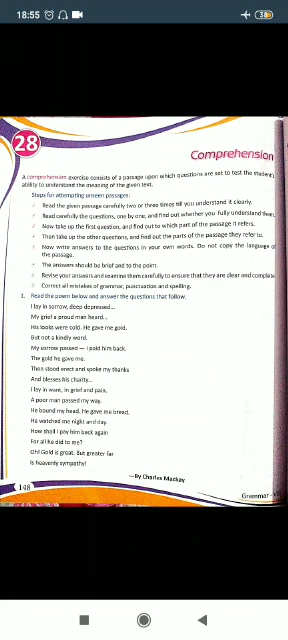 18:55
38
28
Comprehension
A comprehension exercise consists of a passage upon which questions are set to test the student's
ability to understand the meaning of the given text.
Steps for attempting unseen passages:
Read the given passage carefully two or three times till you understand it clearly.
Read carefully the questions, one by one, and find out whether you fully understand them.
Now take up the first question, and find out to which part of the passage it refers.
Then take up the other questions, and find out the parts of the passage they refer to.
Now write answers to the questions in your own words. Do not copy the language of
the passage.
The answers should be brief and to the point.
Revise your answers and examine them carefully to ensure that they are clear and complete.
Correct all mistakes of grammar, punctuation and spelling.
1. Read the poem below and answer the questions that follow.
I lay in sorrow, deep depressed...
My grief a proud man heard...
His looks were cold. He gave me gold.
But not a kindly word.
My sorrow passed — I paid him back.
The gold he gave me.
Then stood erect and spoke my thanks
And blesses his charity...
I lay in want, in grief and pain,
A poor man passed my way.
He bound my head. He gave me bread.
He watched me night and day.
How shall I pay him back again
For all he did to me?
Oh! Gold is great. But greater far
Is heavenly sympathy!
—By Charles Mackay
148
Grammar